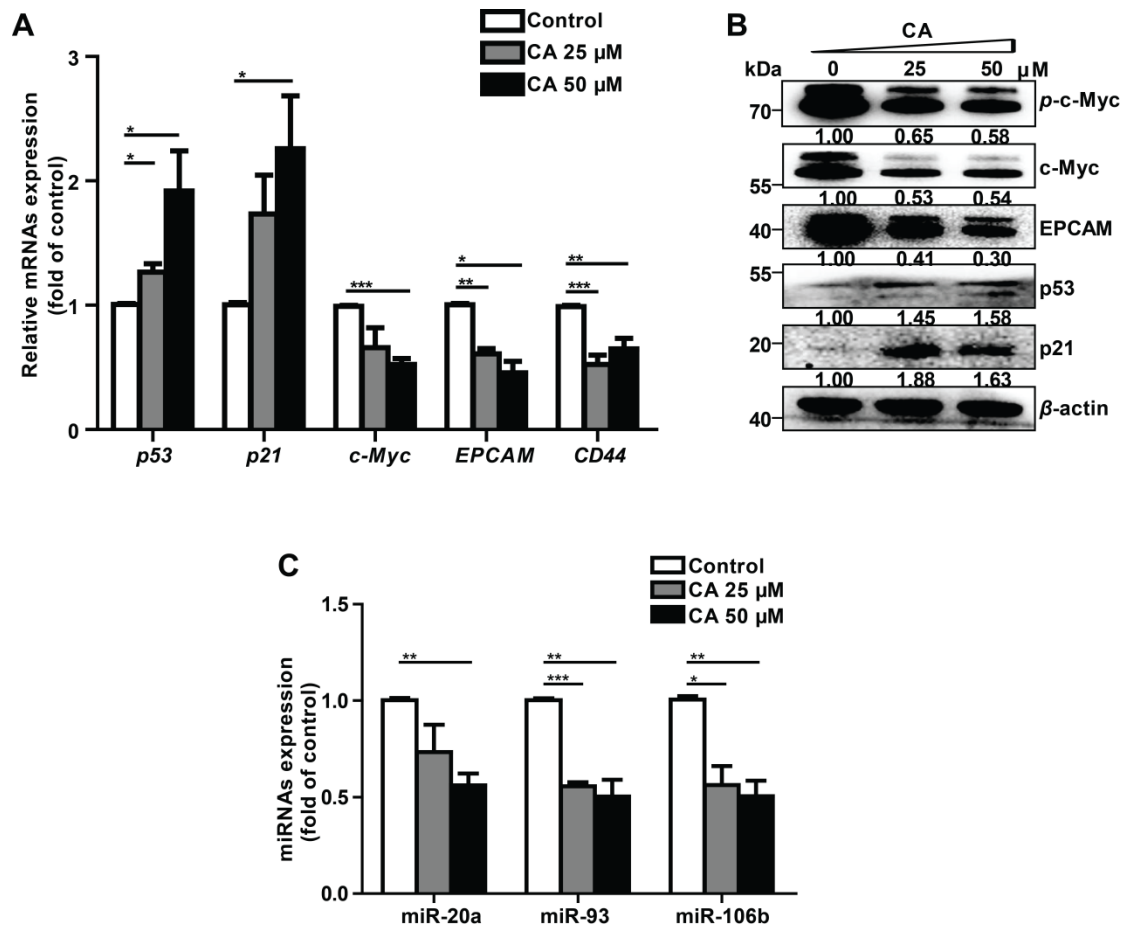 A
Control
CA 25 µM
CA 50 µM
Relative mRNAs expression
(fold of control)
3
2
1
0
* * *
*** * ** ** ***
p53 p21 c-Myc EPCAM CD44
B
CA
kDa 0 25 50 µM
70 p-c-Myc
1.00 0.65 0.58
c-Myc
55
1.00 0.53 0.54
40 EPCAM
1.00 0.41 0.30
55 p53
1.00 1.45 1.58
20 p21
1.00 1.88 1.63
40 β-actin
C
Control
CA 25 µM
CA 50 µM
miRNAs expression
(fold of control)
1.5
1.0
0.5
0.0
** ** *** ** *
miR-20a miR-93 miR-106b